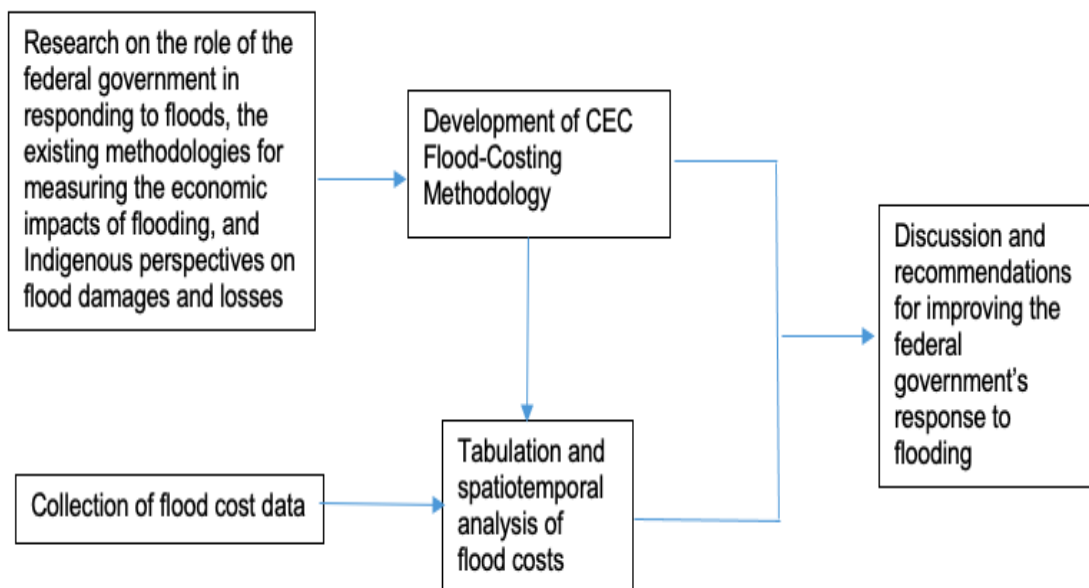 Research on the role of the
federal government in
responding to floods, the
existing methodologies for
measuring the economic
impacts of flooding, and
Indigenous perspectives on
flood damages and losses
Development of CEC
Flood-Costing
Methodology
Discussion and
recommendations
for improving the
federal
government's
response to
flooding
Collection of flood cost data
Tabulation and
spatiotemporal
analysis of
flood costs